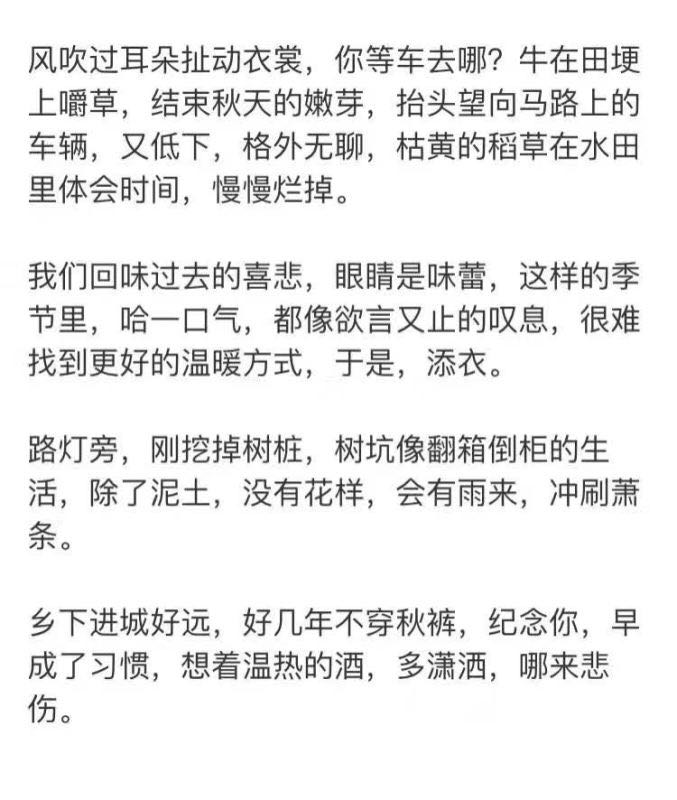 风吹过耳朵扯动衣裳，你等车去哪？牛在田埂
上嚼草，结束秋天的嫩芽，抬头望向马路上的
车辆，又低下，格外无聊，枯黄的稻草在水田
里体会时间，慢慢烂掉。
我们回味过去的喜悲，眼睛是味蕾，这样的季
节里，哈一口气，都像欲言又止的叹息，很难
找到更好的温暖方式，于是，添衣。
路灯旁，刚挖掉树桩，树坑像翻箱倒柜的生
活，除了泥土，没有花样，会有雨来，冲刷萧
条。
乡下进城好远，好几年不穿秋裤，纪念你，早
成了习惯，想着温热的酒，多潇洒，哪来悲
伤。